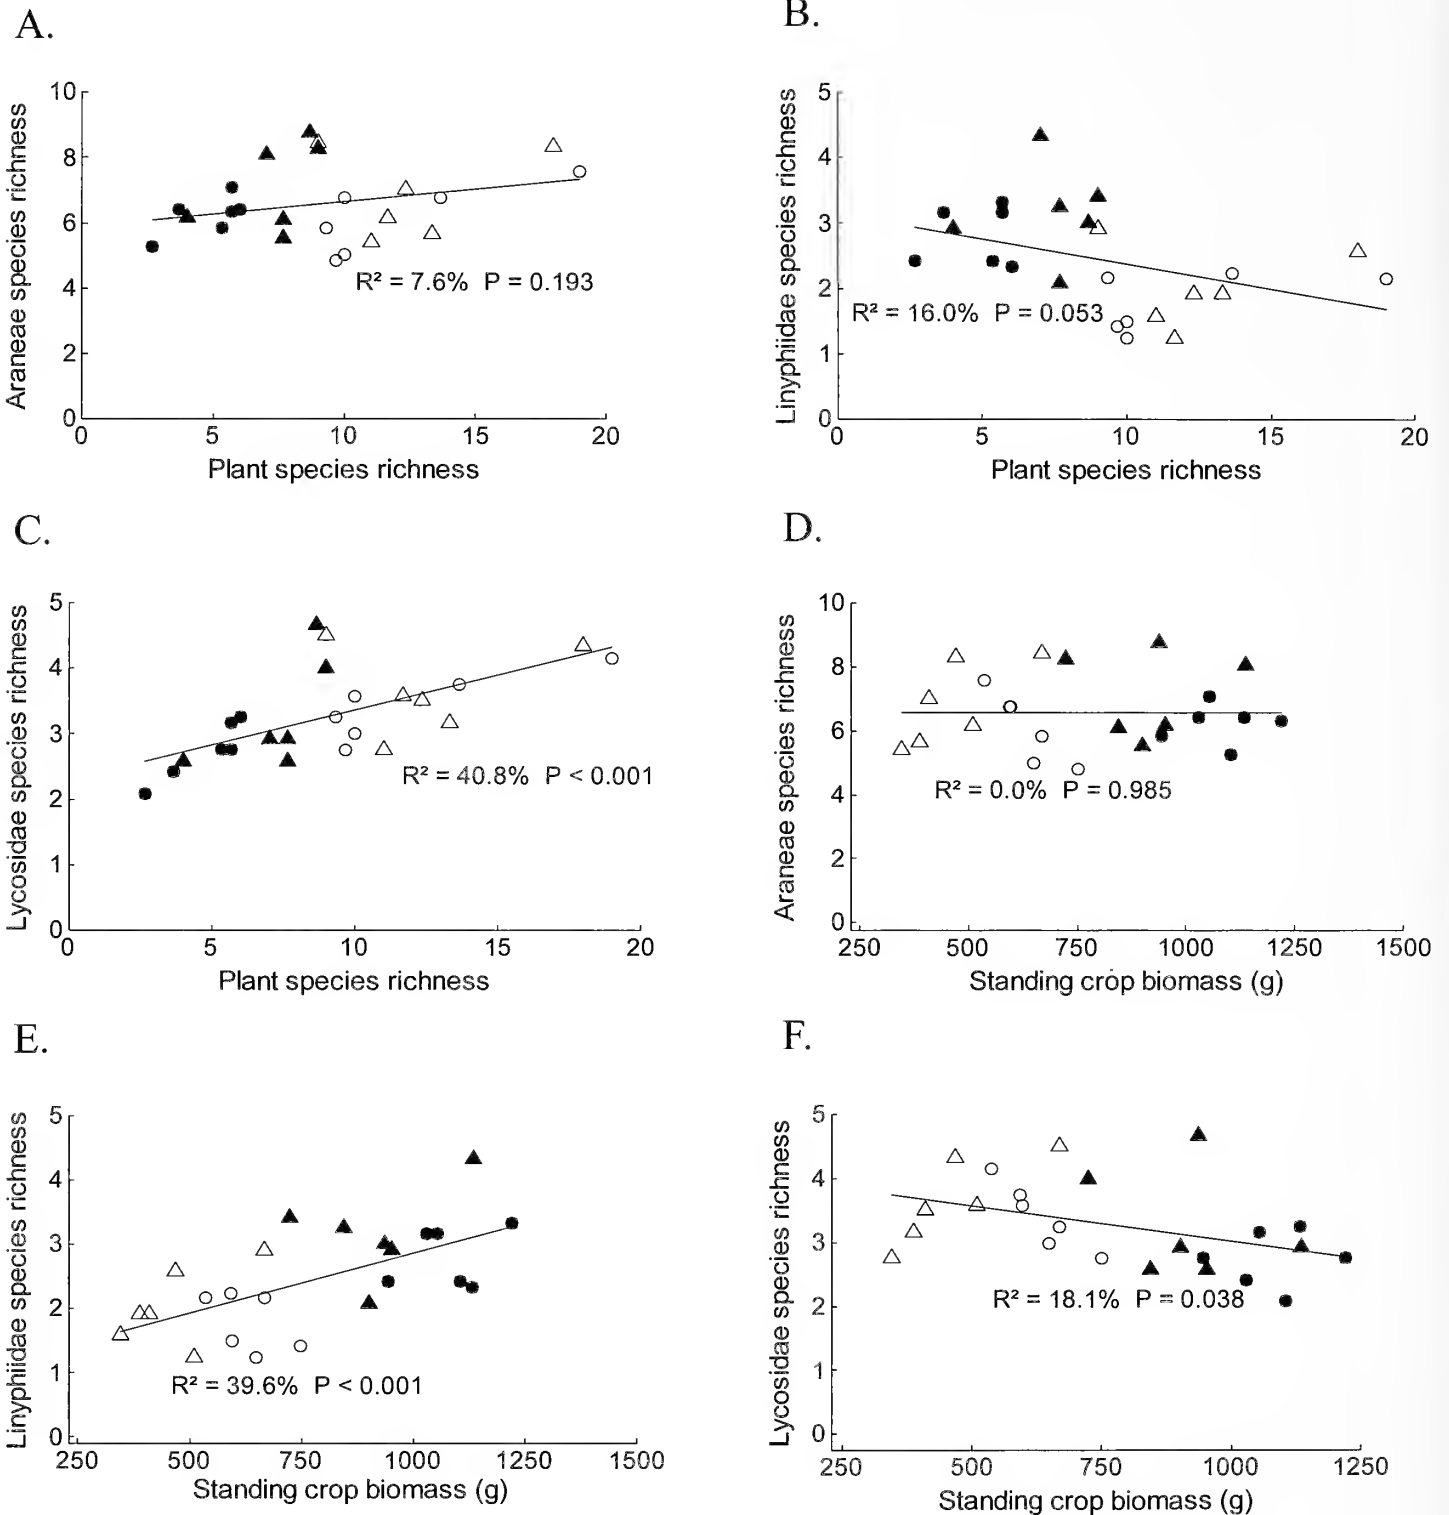 A.
Araneae species richness
10
8
6
4
2
0
R² = 7.6% P = 0.193
0 5 10 15 20
Plant species richness
B.
Linyphiidae species richness
5
4
3
2
1
0
R² = 16.0% P = 0.053
0 5 10 15 20
Plant species richness
C.
Lycosidae species richness
5
4
3
2
1
0
R² = 40.8% P < 0.001
0 5 10 15 20
Plant species richness
D.
Araneae species richness
10
8
6
4
2
0
R² = 0.0% P = 0.985
250 500 750 1000 1250 1500
Standing crop biomass (g)
E.
Linyphiidae species richness
5
4
3
2
1
0
R² = 39.6% P < 0.001
250 500 750 1000 1250 1500
Standing crop biomass (g)
F.
Lycosidae species richness
5
4
3
2
1
0
R² = 18.1% P = 0.038
250 500 750 1000 1250
Standing crop biomass (g)